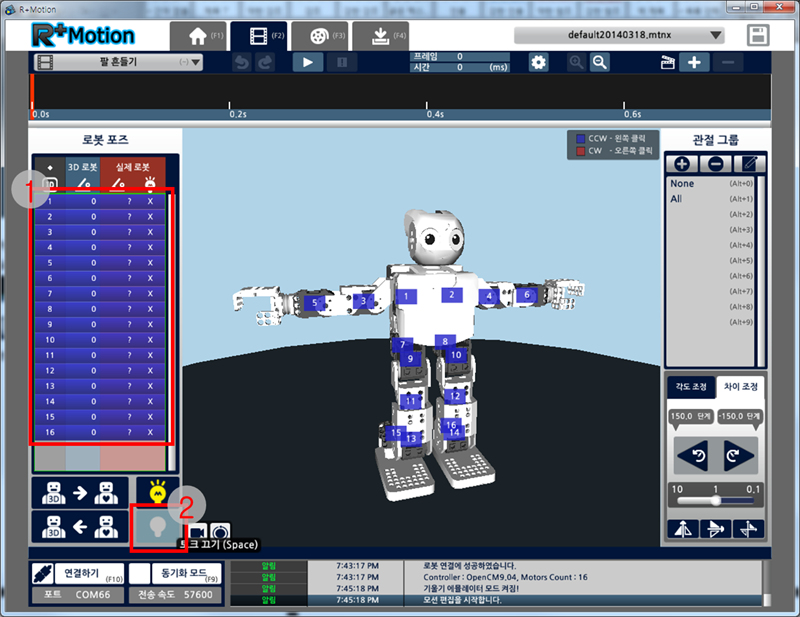 R+Motion
R+Motion
(F1)
(F2)
(F3)
(F4)
default20140318.mtnx
팔 흔들기
(-)
프레임 0
시간 0 (ms)
0.0s
0.2s
0.4s
0.6s
로봇 포즈
3D 로봇
실제 로봇
ID
1 0 ? X
2 0 ? X
3 0 ? X
4 0 ? X
5 0 ? X
6 0 ? X
7 0 ? X
8 0 ? X
9 0 ? X
10 0 ? X
11 0 ? X
12 0 ? X
13 0 ? X
14 0 ? X
15 0 ? X
16 0 ? X
1
2
3D
3D
토크 끄기 (Space)
CCW - 왼쪽 클릭
CW - 오른쪽 클릭
5 3 1 2 4 6
7 8
9 10
11 12
15 16
13 14
관절 그룹
None (Alt+0)
All (Alt+1)
(Alt+2)
(Alt+3)
(Alt+4)
(Alt+5)
(Alt+6)
(Alt+7)
(Alt+8)
(Alt+9)
각도 조정
차이 조정
150.0 단계
-150.0 단계
10 1 0.1
연결하기 (F10)
동기화 모드 (F9)
포트 COM66
전송 속도 57600
알림 7:43:17 PM 로봇 연결에 성공하였습니다.
알림 7:43:17 PM Controller : OpenCM9.04, Motors Count : 16
알림 7:45:18 PM 기울기 에뮬레이터 모드 켜짐!
알림 7:45:18 PM 모션 편집을 시작합니다.